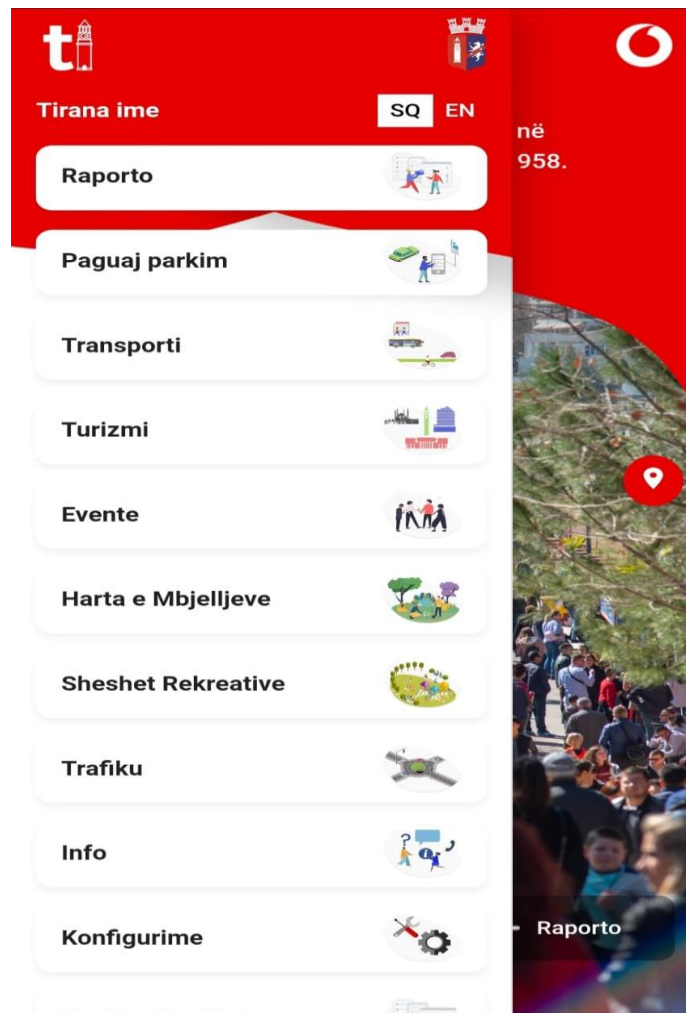 ti
Tirana ime
SQ EN
në
958.
Raporto
Paguaj parkim
Transporti
Turizmi
Evente
Harta e Mbjelljeve
Sheshet Rekreative
Trafiku
Info
Konfigurime
Raporto